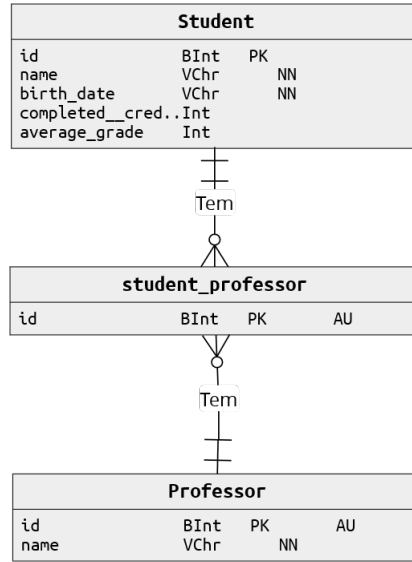 Student
id BInt PK
name VChr NN
birth_date VChr NN
completed__cred..Int
average_grade Int
Tem
student_professor
id BInt PK AU
Tem
Professor
id BInt PK AU
name VChr NN